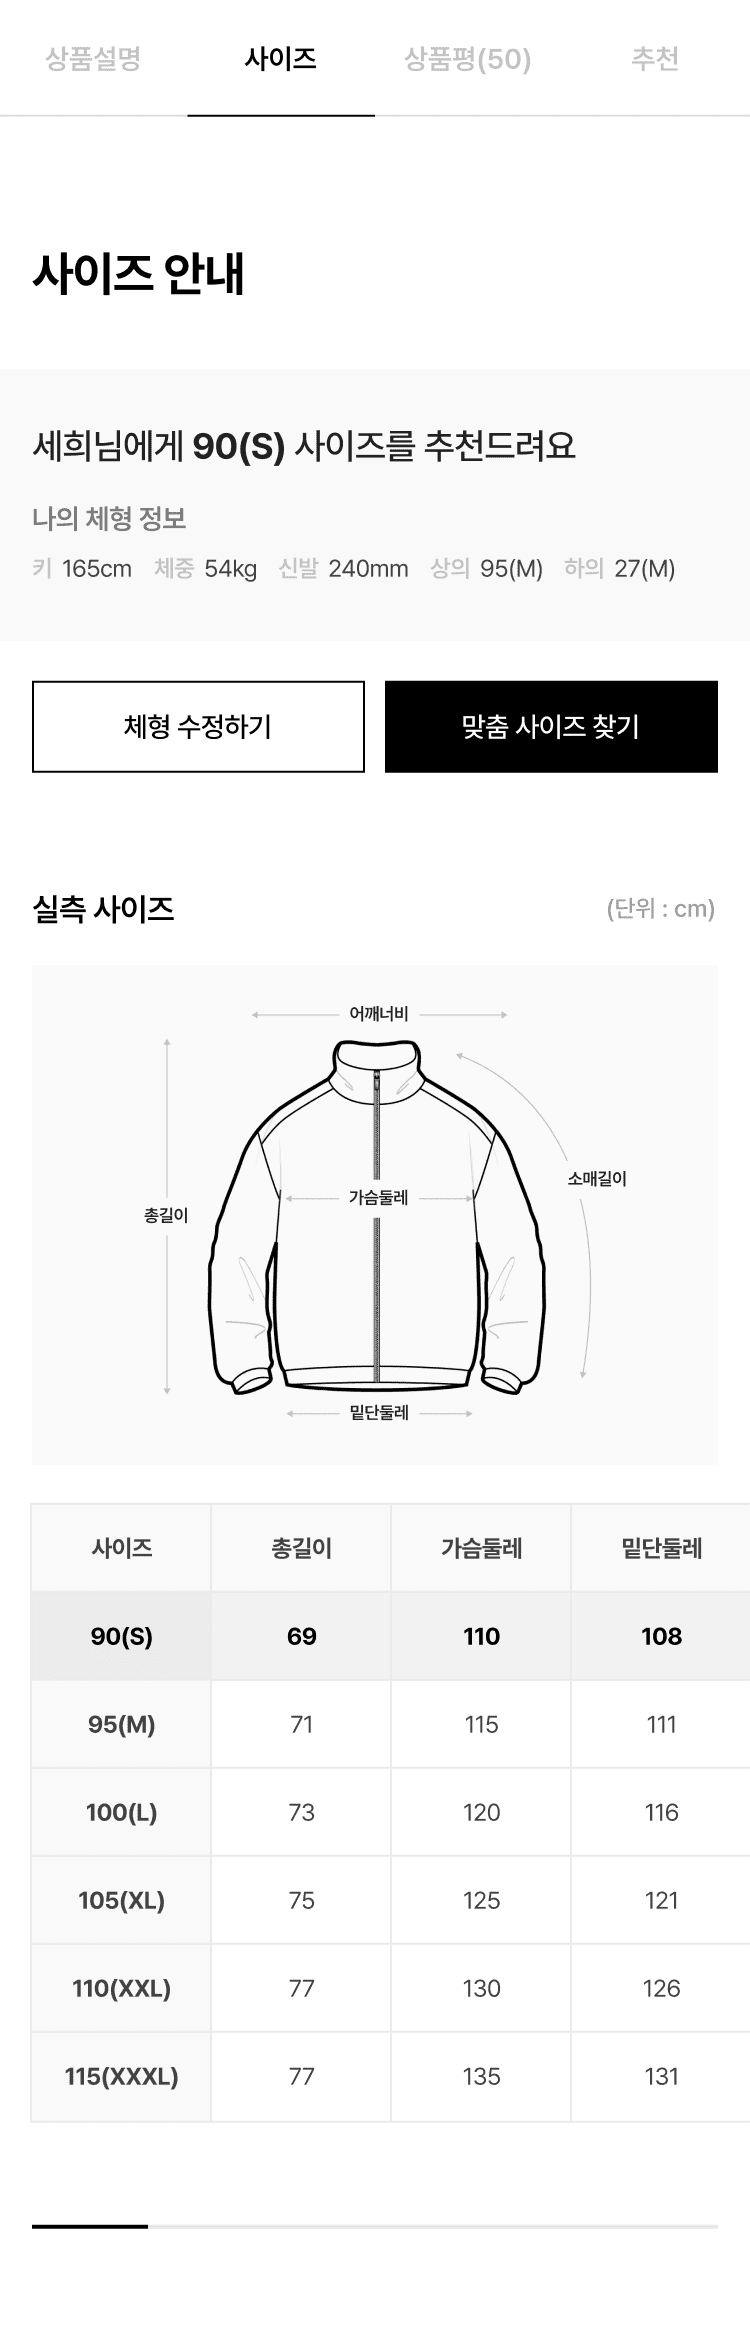 상품설명 사이즈 상품평(50) 추천
사이즈 안내
세희님에게 90(S) 사이즈를 추천드려요
나의 체형 정보
키 165cm 체중 54kg 신발 240mm 상의 95(M) 하의 27(M)
체형 수정하기 맞춤 사이즈 찾기
실측 사이즈 (단위 : cm)
어깨너비
소매길이
가슴둘레
총길이
밑단둘레
사이즈 총길이 가슴둘레 밑단둘레
90(S) 69 110 108
95(M) 71 115 111
100(L) 73 120 116
105(XL) 75 125 121
110(XXL) 77 130 126
115(XXXL) 77 135 131